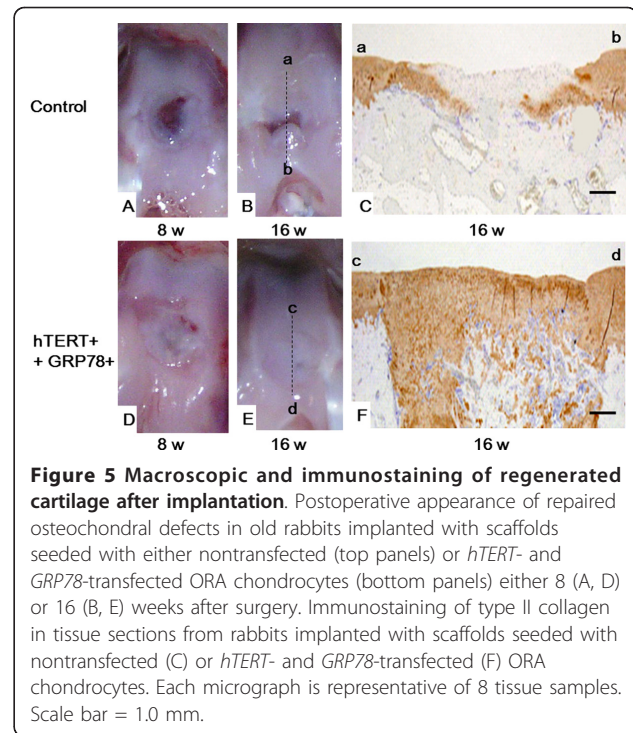 a
b
Control
A
B
b
C
8 w
16 w
16 w
c
d
hTERT+
+ GRP78+
c
d
D
E
F
8 w
16 w
16 w
Figure 5 Macroscopic and immunostaining of regenerated
cartilage after implantation. Postoperative appearance of repaired
osteochondral defects in old rabbits implanted with scaffolds
seeded with either nontransfected (top panels) or hTERT- and
GRP78-transfected ORA chondrocytes (bottom panels) either 8 (A, D)
or 16 (B, E) weeks after surgery. Immunostaining of type II collagen
in tissue sections from rabbits implanted with scaffolds seeded with
nontransfected (C) or hTERT- and GRP78-transfected (F) ORA
chondrocytes. Each micrograph is representative of 8 tissue samples.
Scale bar = 1.0 mm.